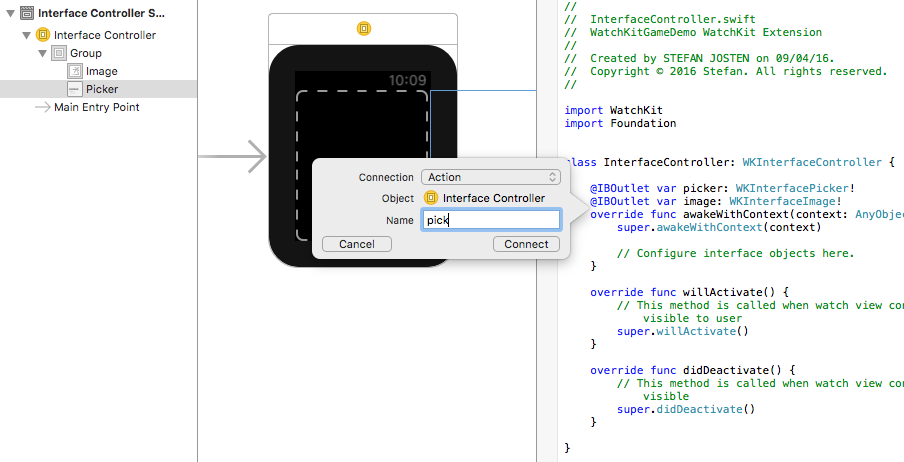 Interface Controller S...
Interface Controller
Group
Image
Picker
Main Entry Point
10:09
Connection
Action
Object
Interface Controller
Name
pick
Cancel
Connect
//
// InterfaceController.swift
// WatchKitGameDemo WatchKit Extension
//
// Created by STEFAN JOSTEN on 09/04/16.
// Copyright © 2016 Stefan. All rights reserved.
//
import WatchKit
import Foundation
class InterfaceController: WKInterfaceController {
@IBOutlet var picker: WKInterfacePicker!
@IBOutlet var image: WKInterfaceImage!
override func awakeWithContext(context: AnyObjec
super.awakeWithContext(context)
// Configure interface objects here.
}
override func willActivate() {
// This method is called when watch view con
visible to user
super.willActivate()
}
override func didDeactivate() {
// This method is called when watch view con
visible
super.didDeactivate()
}
}